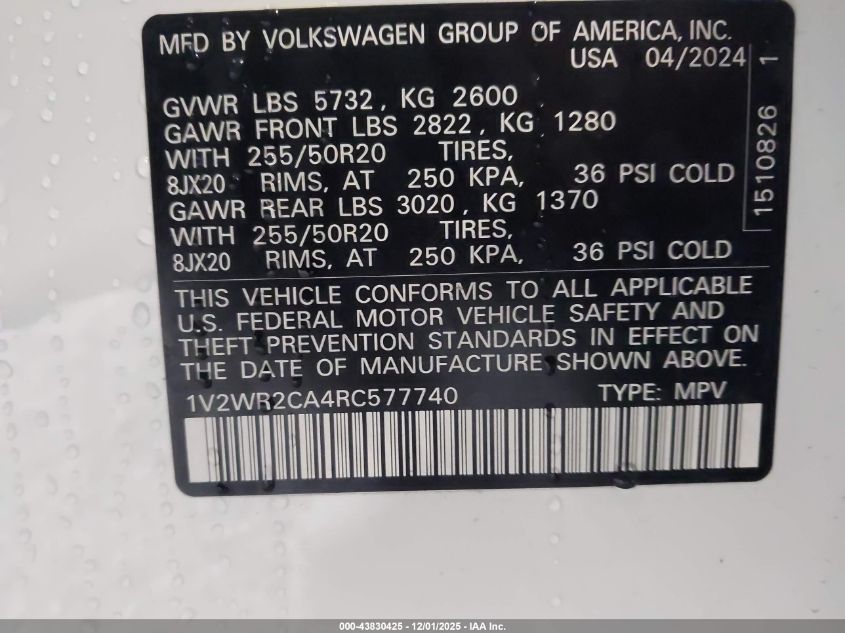 MFD BY VOLKSWAGEN GROUP OF AMERICA, INC.
USA 04/2024
GVWR LBS 5732, KG 2600
GAWR FRONT LBS 2822, KG 1280
WITH 255/50R20 TIRES,
8JX20 RIMS, AT 250 KPA, 36 PSI COLD
GAWR REAR LBS 3020, KG 1370
WITH 255/50R20 TIRES,
8JX20 RIMS, AT 250 KPA, 36 PSI COLD
1510826 1
THIS VEHICLE CONFORMS TO ALL APPLICABLE
U.S. FEDERAL MOTOR VEHICLE SAFETY AND
THEFT PREVENTION STANDARDS IN EFFECT ON
THE DATE OF MANUFACTURE SHOWN ABOVE.
1V2WR2CA4RC577740 TYPE: MPV
000-43830425 - 12/01/2025 - IAA Inc.